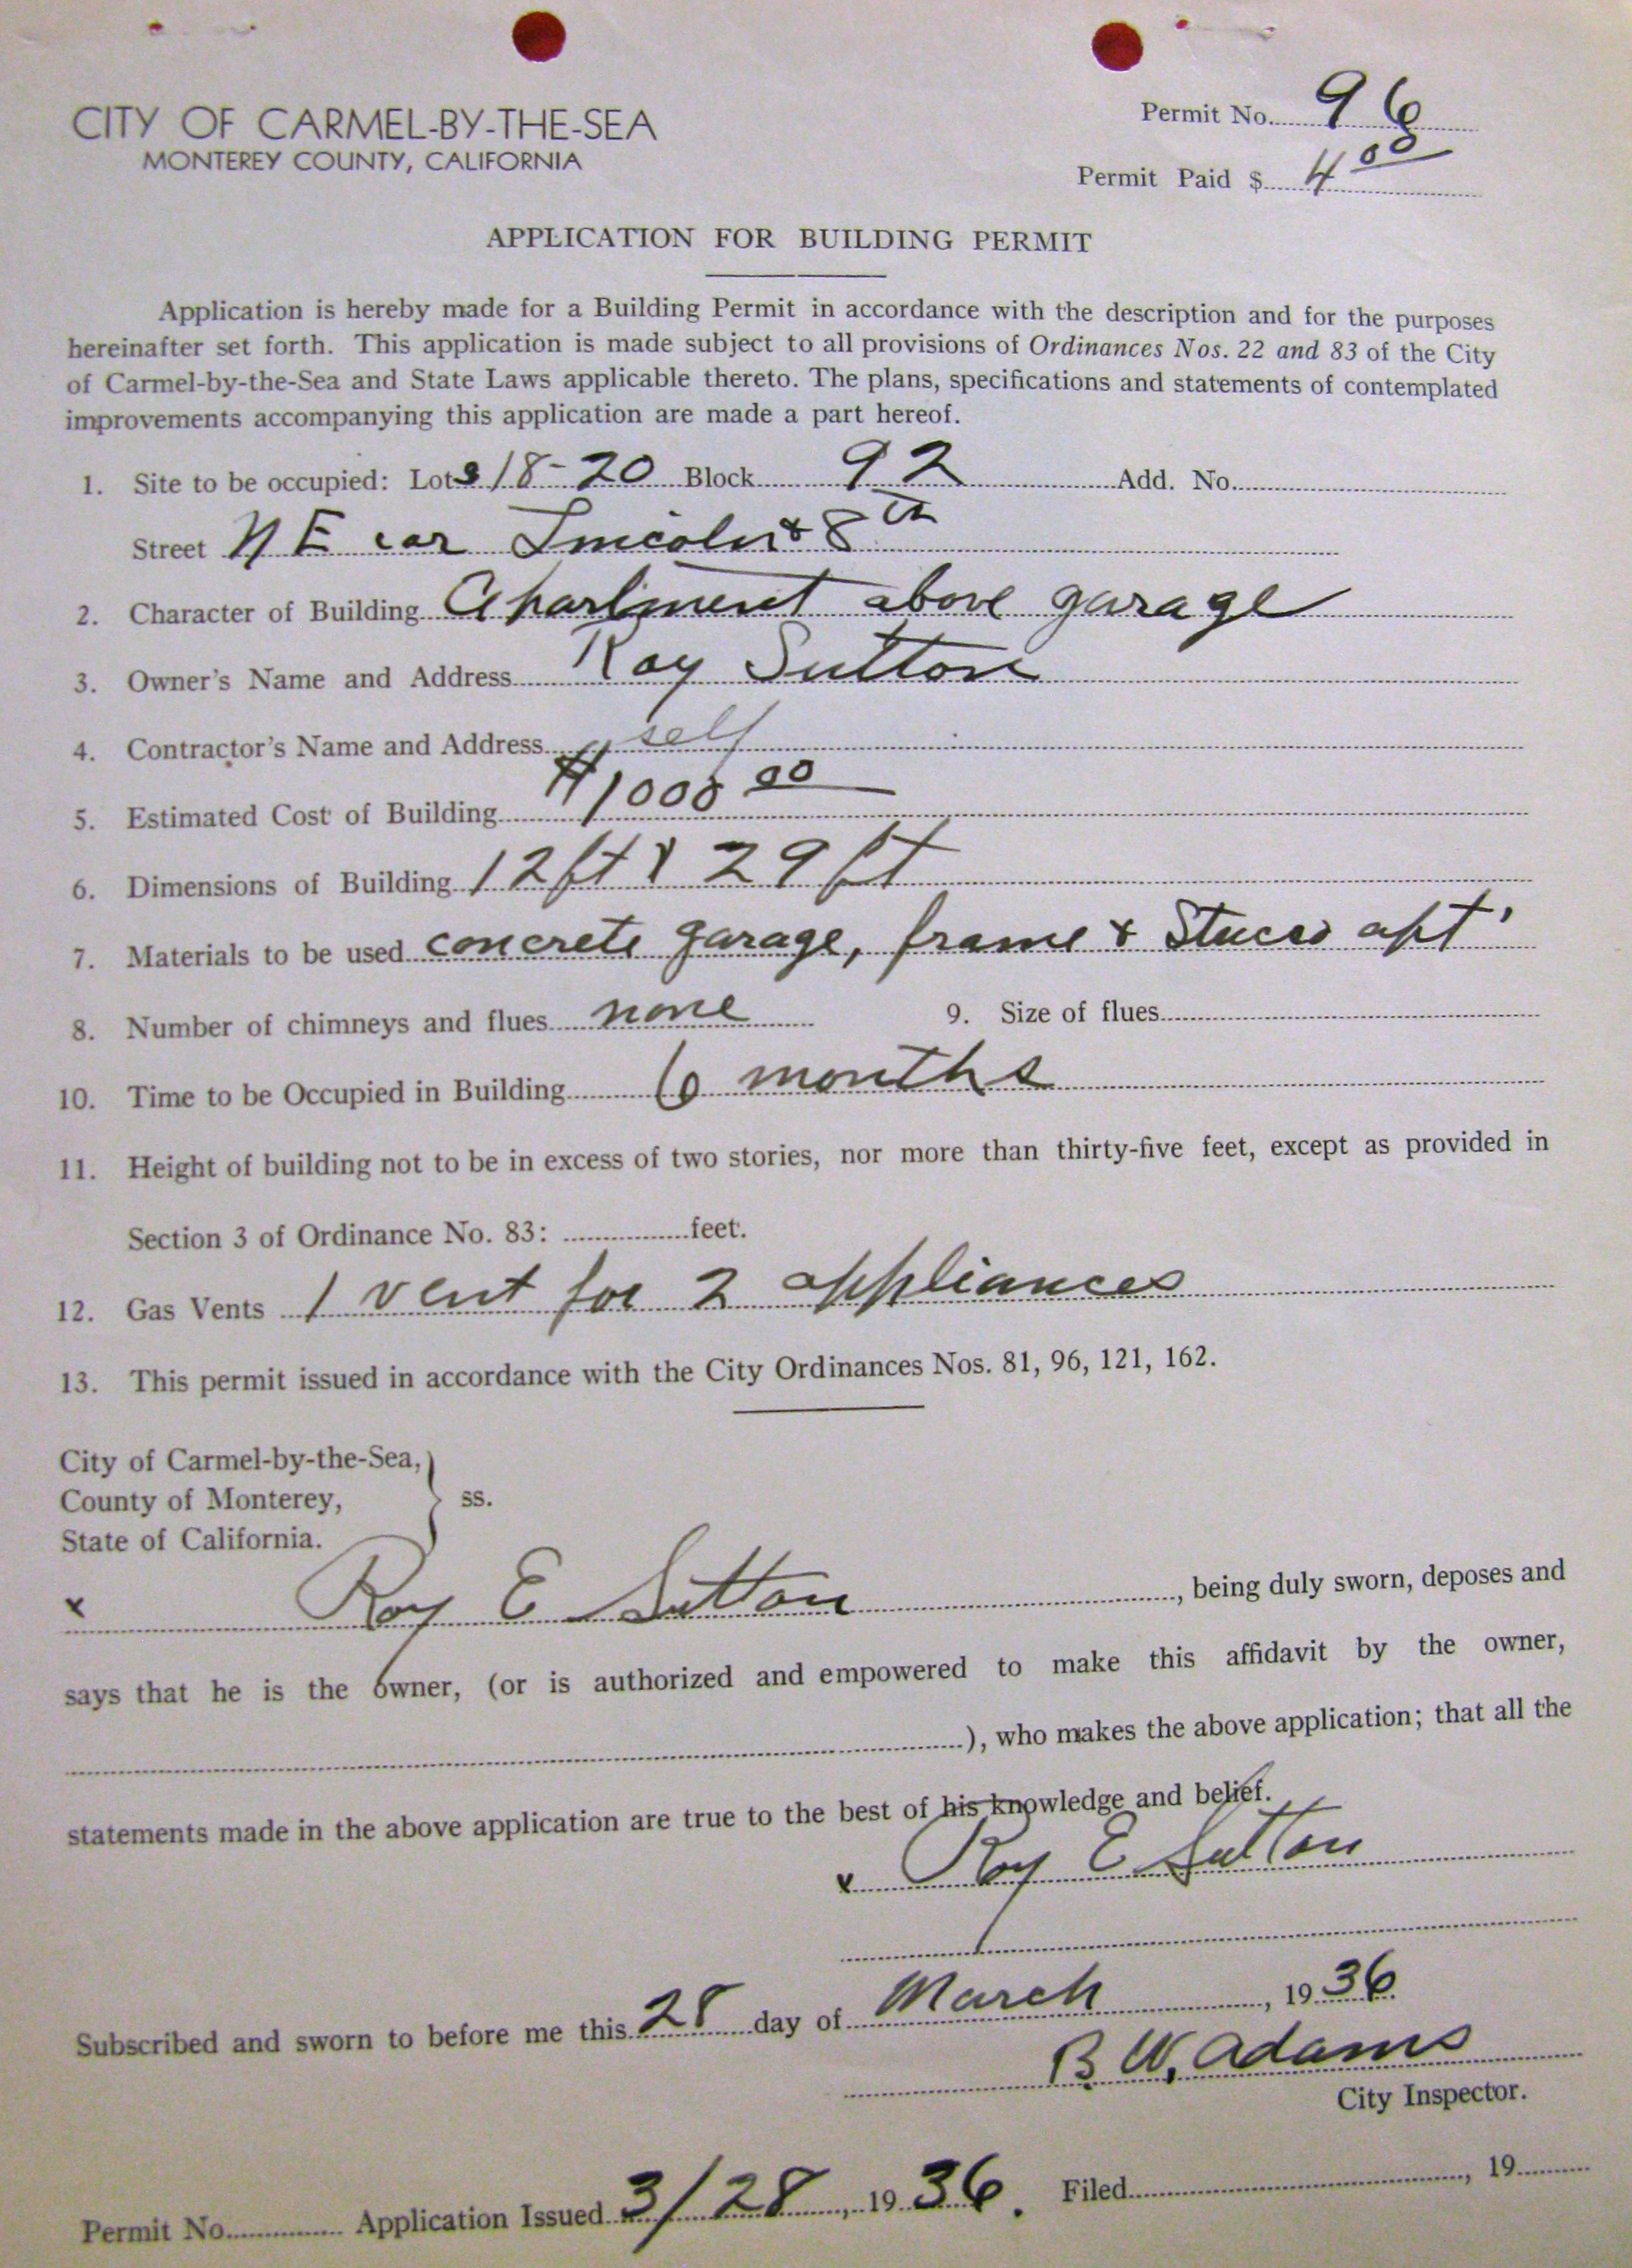 CITY OF CARMEL-BY-THE-SEA
MONTEREY COUNTY, CALIFORNIA
Permit No. 96
Permit Paid $ 4 00
APPLICATION FOR BUILDING PERMIT
Application is hereby made for a Building Permit in accordance with the description and for the purposes
hereinafter set forth. This application is made subject to all provisions of Ordinances Nos. 22 and 83 of the City
of Carmel-by-the-Sea and State Laws applicable thereto. The plans, specifications and statements of contemplated
improvements accompanying this application are made a part hereof.
1. Site to be occupied: Lots 18-20 Block 92 Add. No.
Street N E cor Lincoln & 8th
2. Character of Building Apartment above garage
3. Owner's Name and Address Roy Sutton
4. Contractor's Name and Address self
5. Estimated Cost of Building $1000 00
6. Dimensions of Building 12 ft x 29 ft
7. Materials to be used concrete garage, frame & Stucco apt'
8. Number of chimneys and flues none 9. Size of flues
10. Time to be Occupied in Building 6 months
11. Height of building not to be in excess of two stories, nor more than thirty-five feet, except as provided in
Section 3 of Ordinance No. 83: feet.
12. Gas Vents 1 vent for 2 appliances
13. This permit issued in accordance with the City Ordinances Nos. 81, 96, 121, 162.
City of Carmel-by-the-Sea,
County of Monterey, } ss.
State of California.
x Roy E Sutton, being duly sworn, deposes and
says that he is the owner, (or is authorized and empowered to make this affidavit by the owner,
), who makes the above application; that all the
statements made in the above application are true to the best of his knowledge and belief.
x Roy E Sutton
Subscribed and sworn to before me this 28 day of March, 1936
B. W. Adams
City Inspector.
Permit No. Application Issued 3/28, 1936. Filed , 19